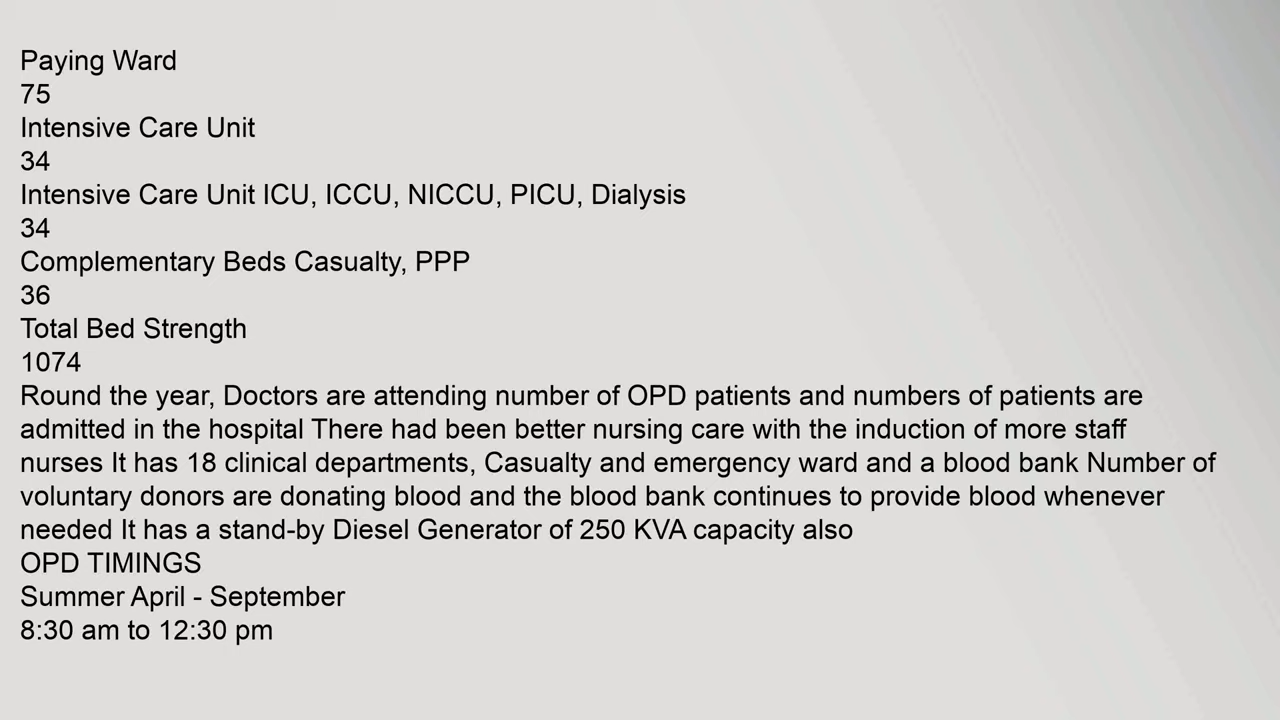 Paying Ward
75
Intensive Care Unit
34
Intensive Care Unit ICU, ICCU, NICCU, PICU, Dialysis
34
Complementary Beds Casualty, PPP
36
Total Bed Strength
1074
Round the year, Doctors are attending number of OPD patients and numbers of patients are
admitted in the hospital There had been better nursing care with the induction of more staff
nurses It has 18 clinical departments, Casualty and emergency ward and a blood bank Number of
voluntary donors are donating blood and the blood bank continues to provide blood whenever
needed It has a stand-by Diesel Generator of 250 KVA capacity also
OPD TIMINGS
Summer April - September
8:30 am to 12:30 pm